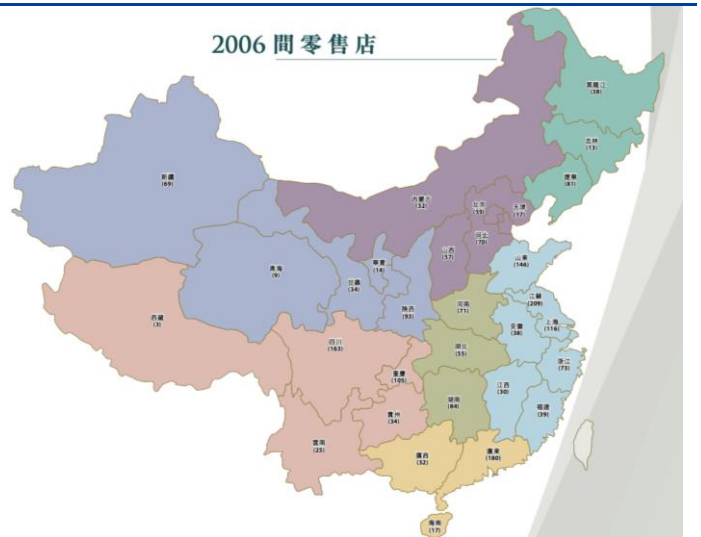 2006 間零售店
黑龍江
(38)
吉林
(13)
遼寧
(81)
新疆
(69)
內蒙古
(32)
北京
(59)
天津
(17)
河北
(70)
山西
(57)
山東
(146)
寧夏
(14)
青海
(9)
甘肅
(34)
陝西
(93)
河南
(71)
江蘇
(209)
安徽
(38)
上海
(116)
西藏
(3)
四川
(163)
重慶
(105)
湖北
(55)
浙江
(73)
湖南
(84)
江西
(30)
福建
(39)
貴州
(34)
雲南
(25)
廣西
(32)
廣東
(180)
海南
(17)